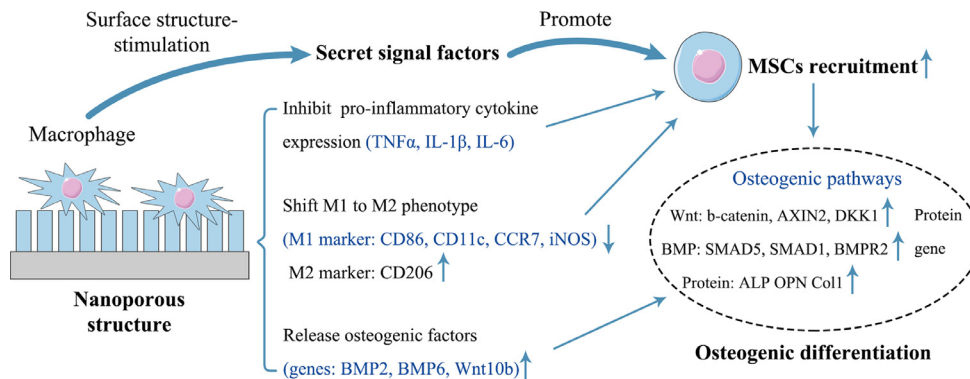 Surface structure-
stimulation
Secret signal factors
Promote
MSCs recruitment
Macrophage
Nanoporous
structure
Inhibit pro-inflammatory cytokine
expression (TNFα, IL-1β, IL-6)
Shift M1 to M2 phenotype
(M1 marker: CD86, CD11c, CCR7, iNOS)
M2 marker: CD206
Release osteogenic factors
(genes: BMP2, BMP6, Wnt10b)
Osteogenic pathways
Wnt: b-catenin, AXIN2, DKK1 Protein
BMP: SMAD5, SMAD1, BMPR2 gene
Protein: ALP OPN Col1
Osteogenic differentiation